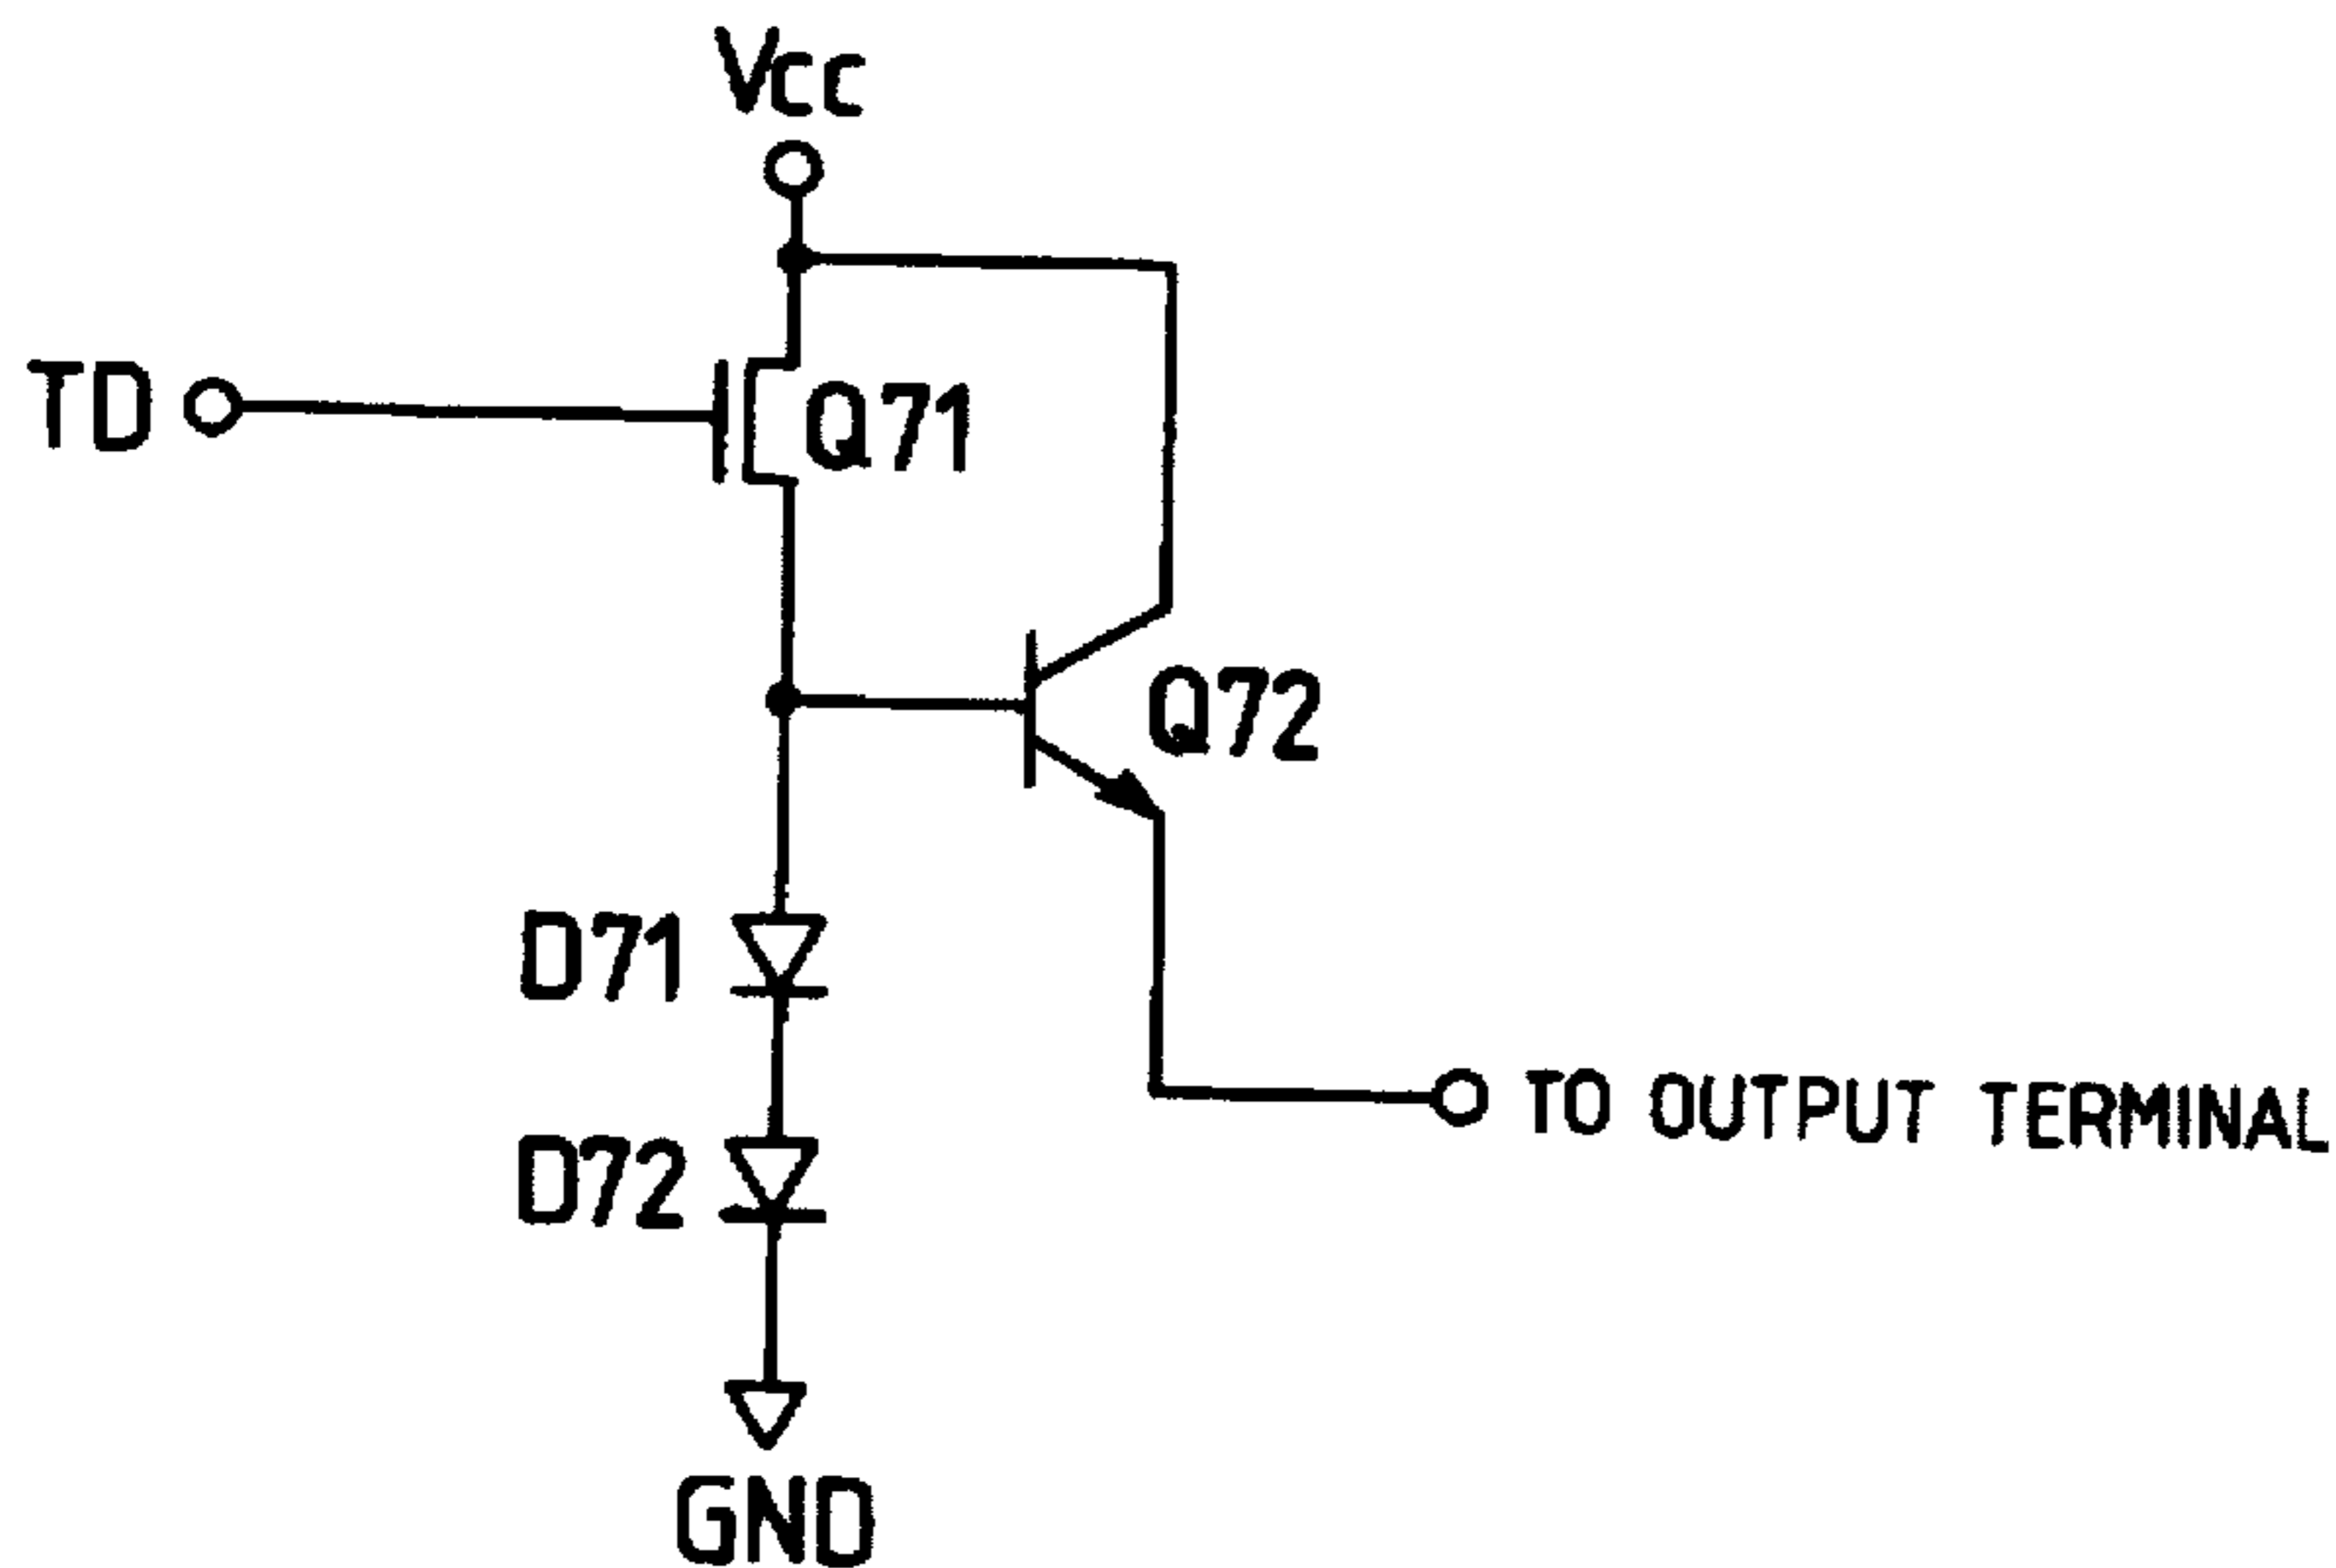 Vcc
TD
Q71
Q72
D71
D72
TO OUTPUT TERMINAL
GND